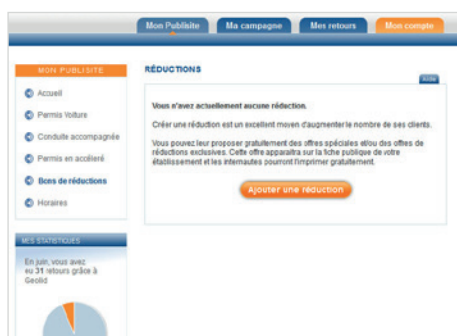 Mon Publisite
Ma campagne
Mes retours
Mon compte
MON PUBLISITE
Accueil
Permis Voiture
Conduite accompagnée
Permis en accéleré
Bons de réductions
Horaires
MES STATISTIQUES
En juin, vous avez
eu 31 retours grâce à
Geolid
RÉDUCTIONS
Aide
Vous n'avez actuellement aucune réduction.
Créer une réduction est un excellent moyen d'augmenter le nombre de ses clients.
Vous pouvez leur proposer gratuitement des offres spéciales et/ou des offres de
réductions exclusives. Cette offre apparaitra sur la fiche publique de votre
établissement et les internautes pourront l'imprimer gratuitement.
Ajouter une réduction